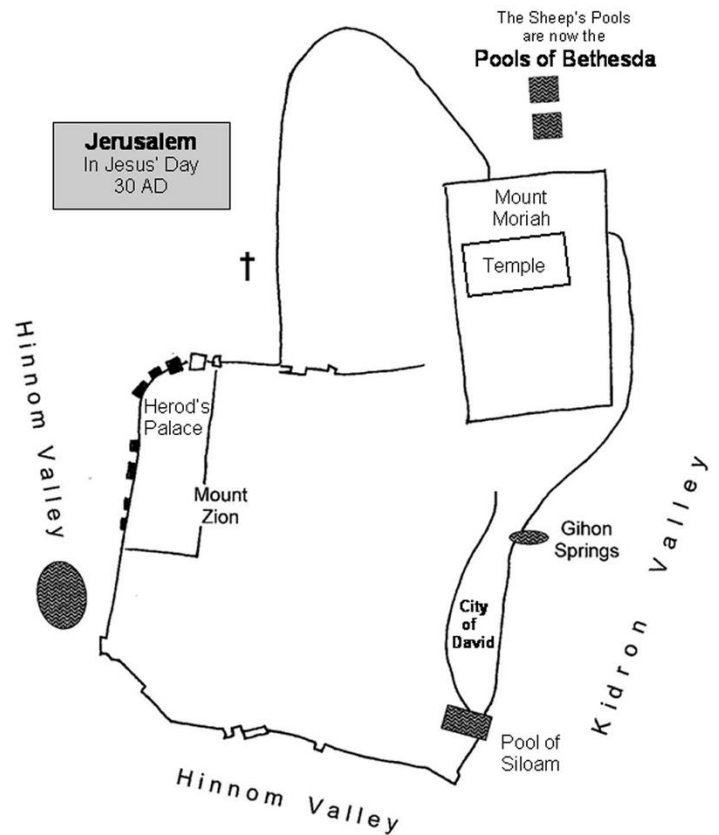 The Sheep's Pools
are now the
Pools of Bethesda
Jerusalem
In Jesus' Day
30 AD
Mount
Moriah
Temple
Hinnom Valley
Herod's
Palace
Mount
Zion
Gihon
Springs
Kidron Valley
City
of
David
Pool of
Siloam
Hinnom Valley